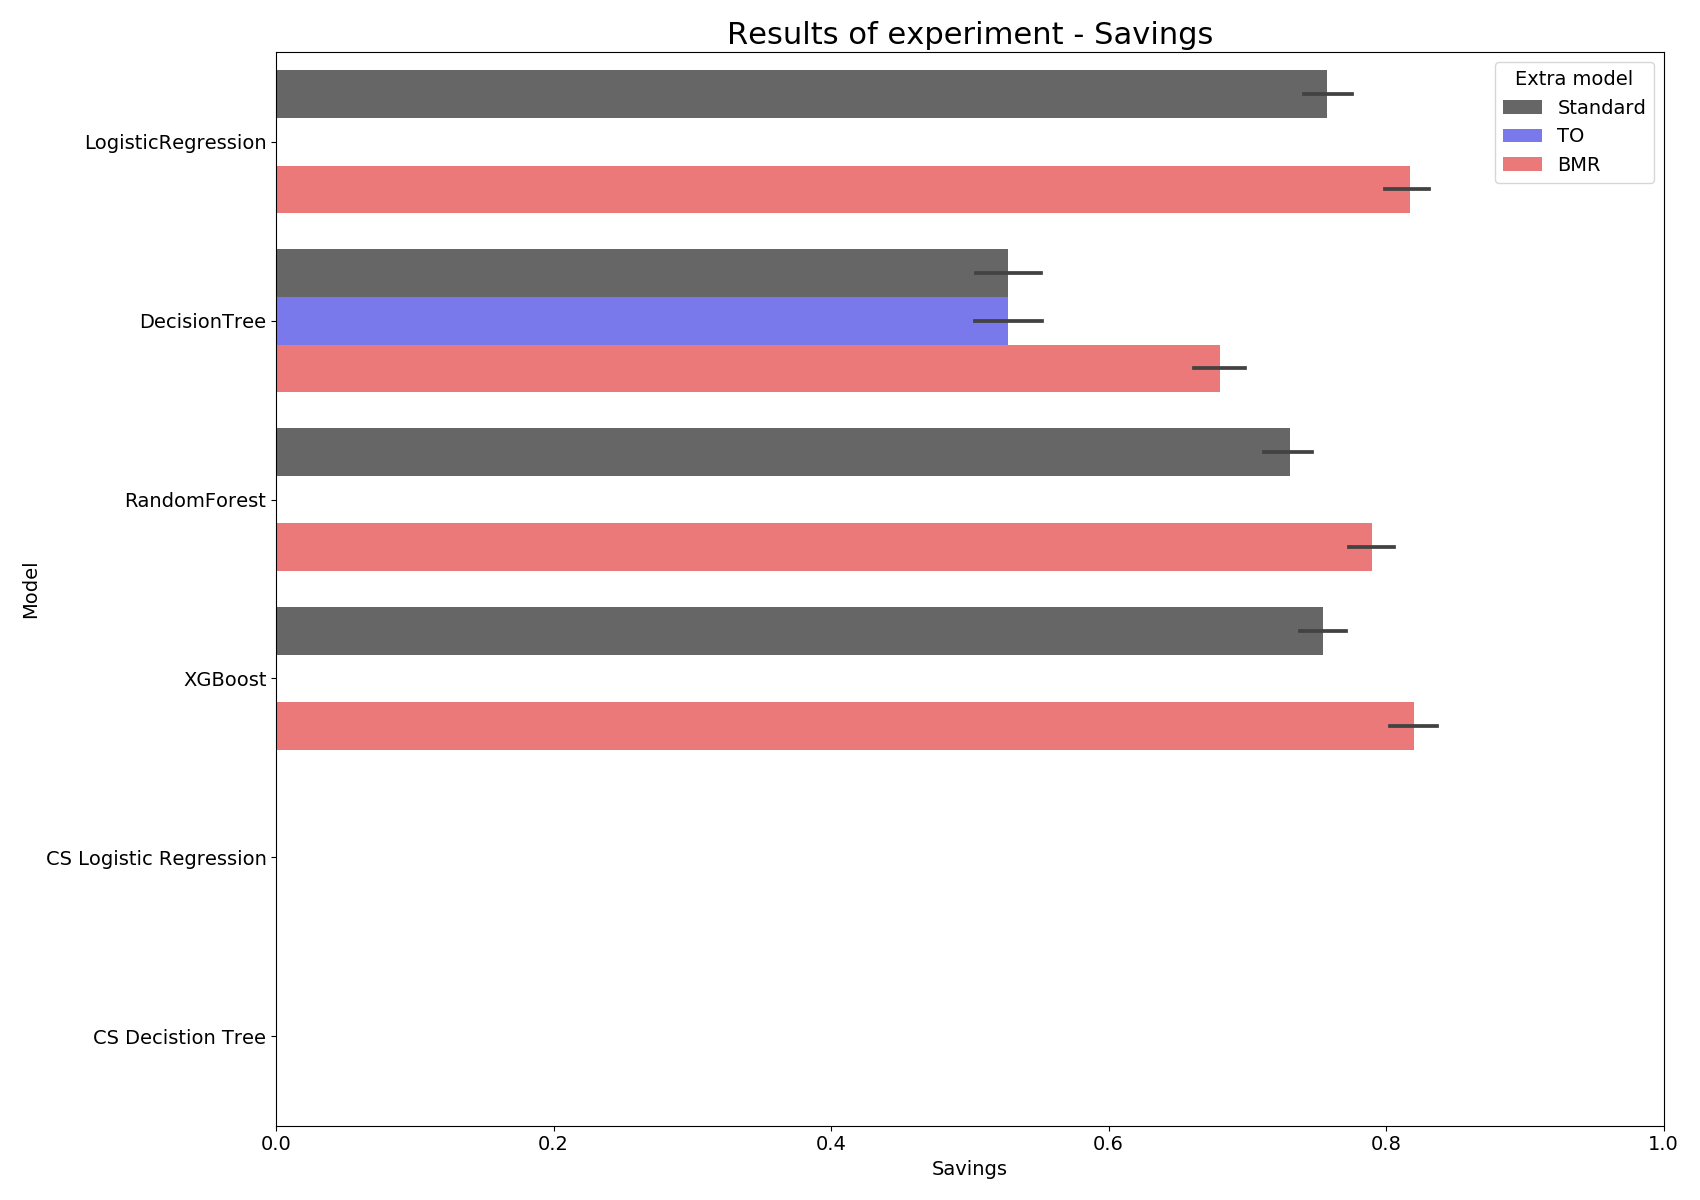 Results of experiment - Savings
Extra model
Standard
TO
BMR
LogisticRegression
DecisionTree
RandomForest
XGBoost
CS Logistic Regression
CS Decistion Tree
Model
0.0 0.2 0.4 0.6 0.8 1.0
Savings